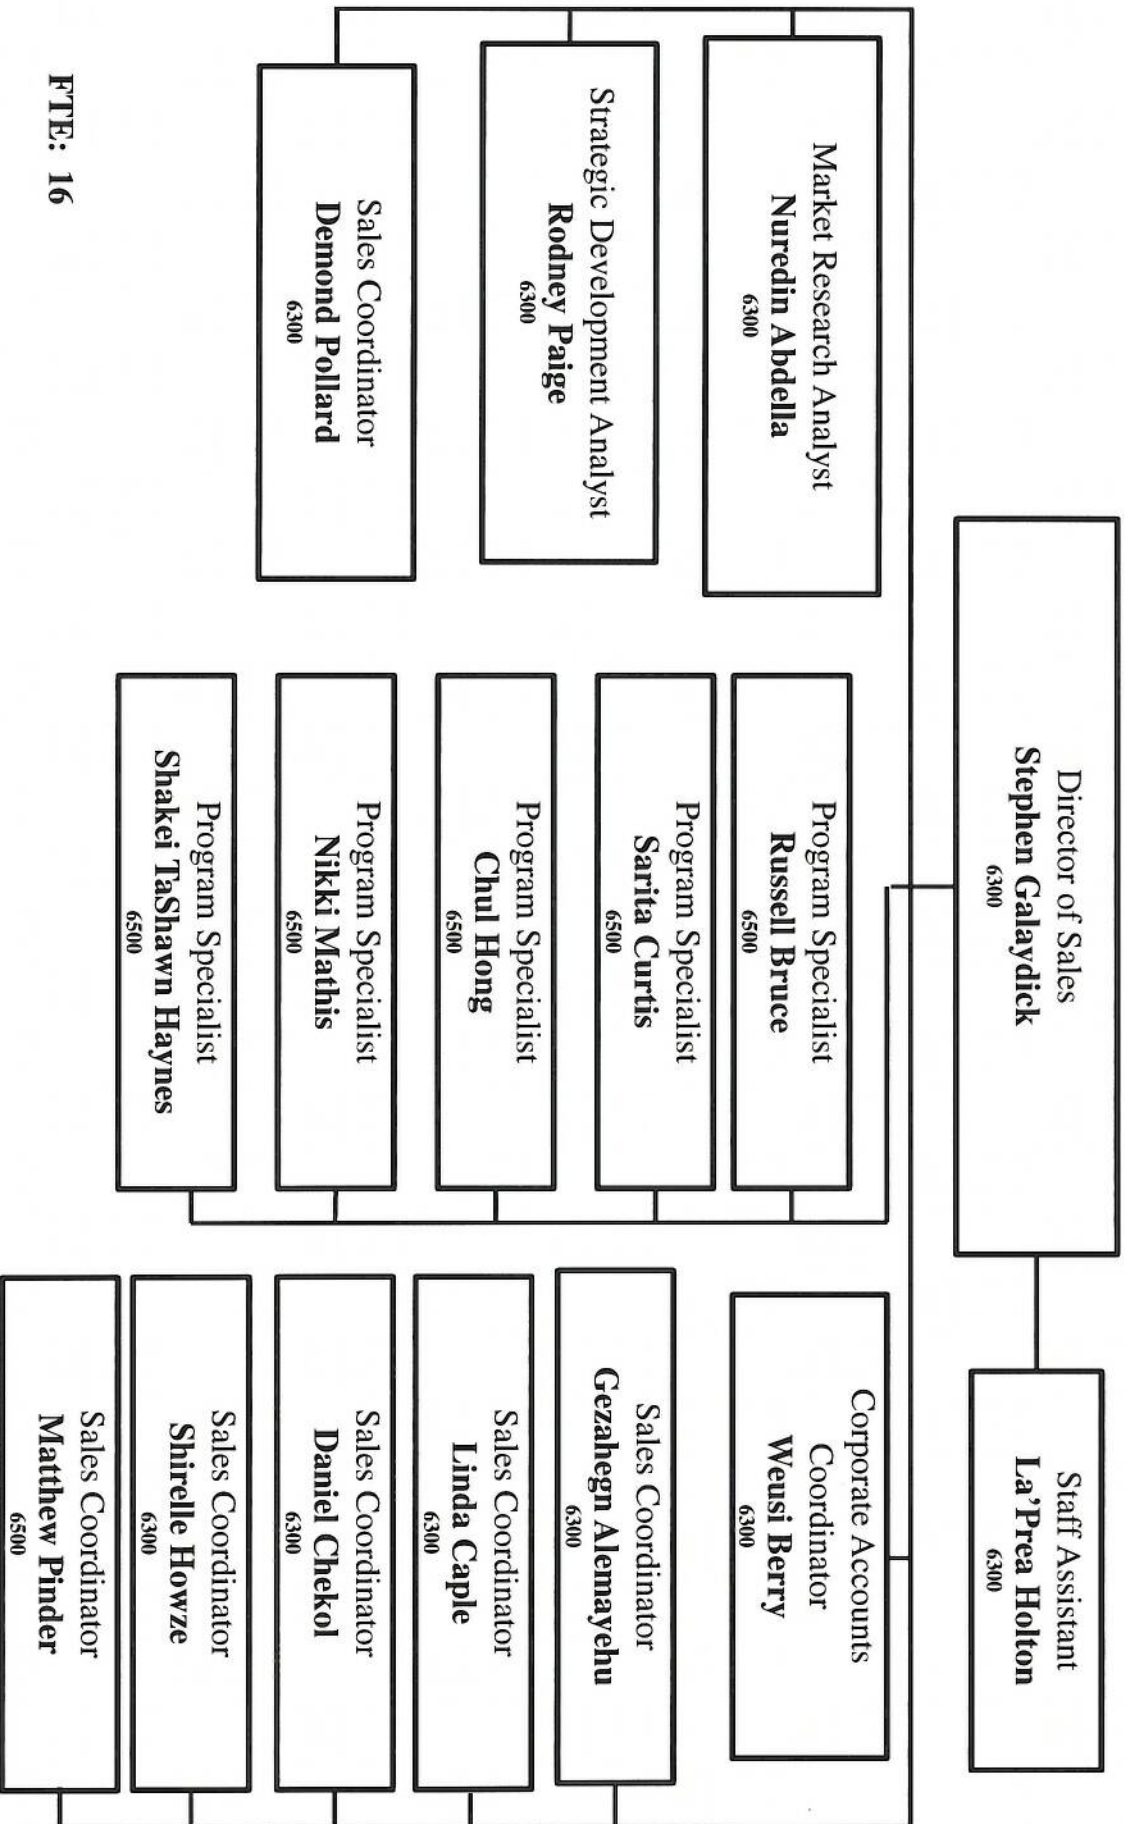 Director of Sales
Stephen Galaydick
6300
Staff Assistant
La'Prea Holton
6300
Market Research Analyst
Nuredin Abdella
6300
Strategic Development Analyst
Rodney Paige
6300
Sales Coordinator
Demond Pollard
6300
Program Specialist
Russell Bruce
6500
Program Specialist
Sarita Curtis
6500
Program Specialist
Chul Hong
6500
Program Specialist
Nikki Mathis
6500
Program Specialist
Shakei TaShawn Haynes
6500
Corporate Accounts
Coordinator
Weusi Berry
6300
Sales Coordinator
Gezahegn Alemayehu
6300
Sales Coordinator
Linda Caple
6300
Sales Coordinator
Daniel Chekol
6300
Sales Coordinator
Shirelle Howze
6300
Sales Coordinator
Matthew Pinder
6500
FTE: 16